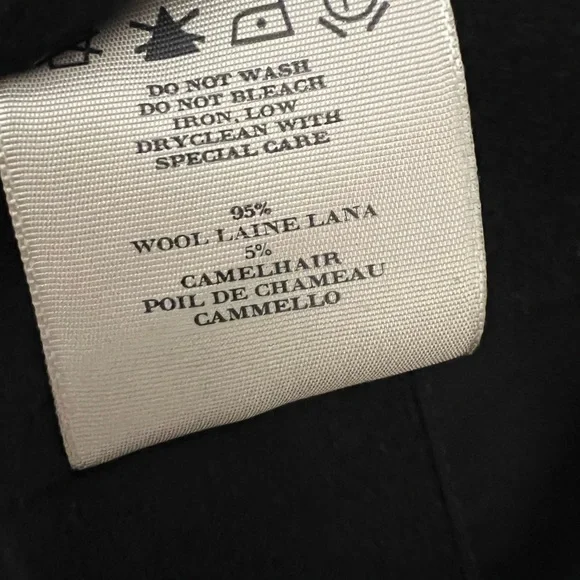 DO NOT WASH
DO NOT BLEACH
IRON, LOW
DRYCLEAN WITH
SPECIAL CARE
95%
WOOL LAINE LANA
5%
CAMELHAIR
POIL DE CHAMEAU
CAMMELLO